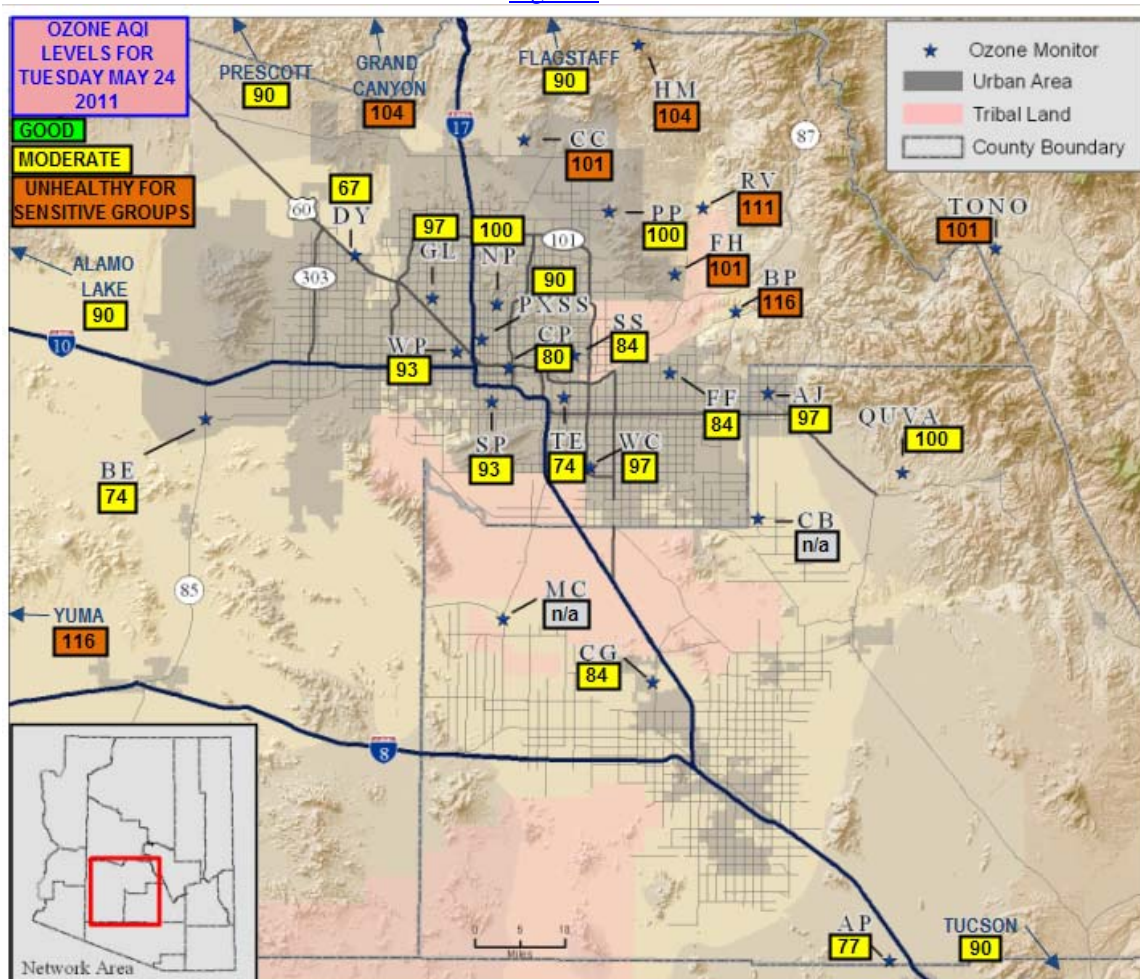 OZONE AQI
LEVELS FOR
TUESDAY MAY 24
2011
GOOD
MODERATE
UNHEALTHY FOR
SENSITIVE GROUPS
PRESCOTT
90
GRAND
CANYON
104
FLAGSTAFF
90
HM
104
17
87
Ozone Monitor
Urban Area
Tribal Land
County Boundary
CC
101
67
DY
60
303
97
GL
100
NP
101
PP
100
RV
111
FH
101
BP
116
TONO
101
ALAMO
LAKE
90
10
90
PXSS
WP
93
CP
80
SS
84
FF
84
AJ
97
QUVA
100
BE
74
SP
93
TE
74
WC
97
CB
n/a
85
MC
n/a
YUMA
116
CG
84
8
Network Area
0 5 10
Miles
AP
77
TUCSON
90